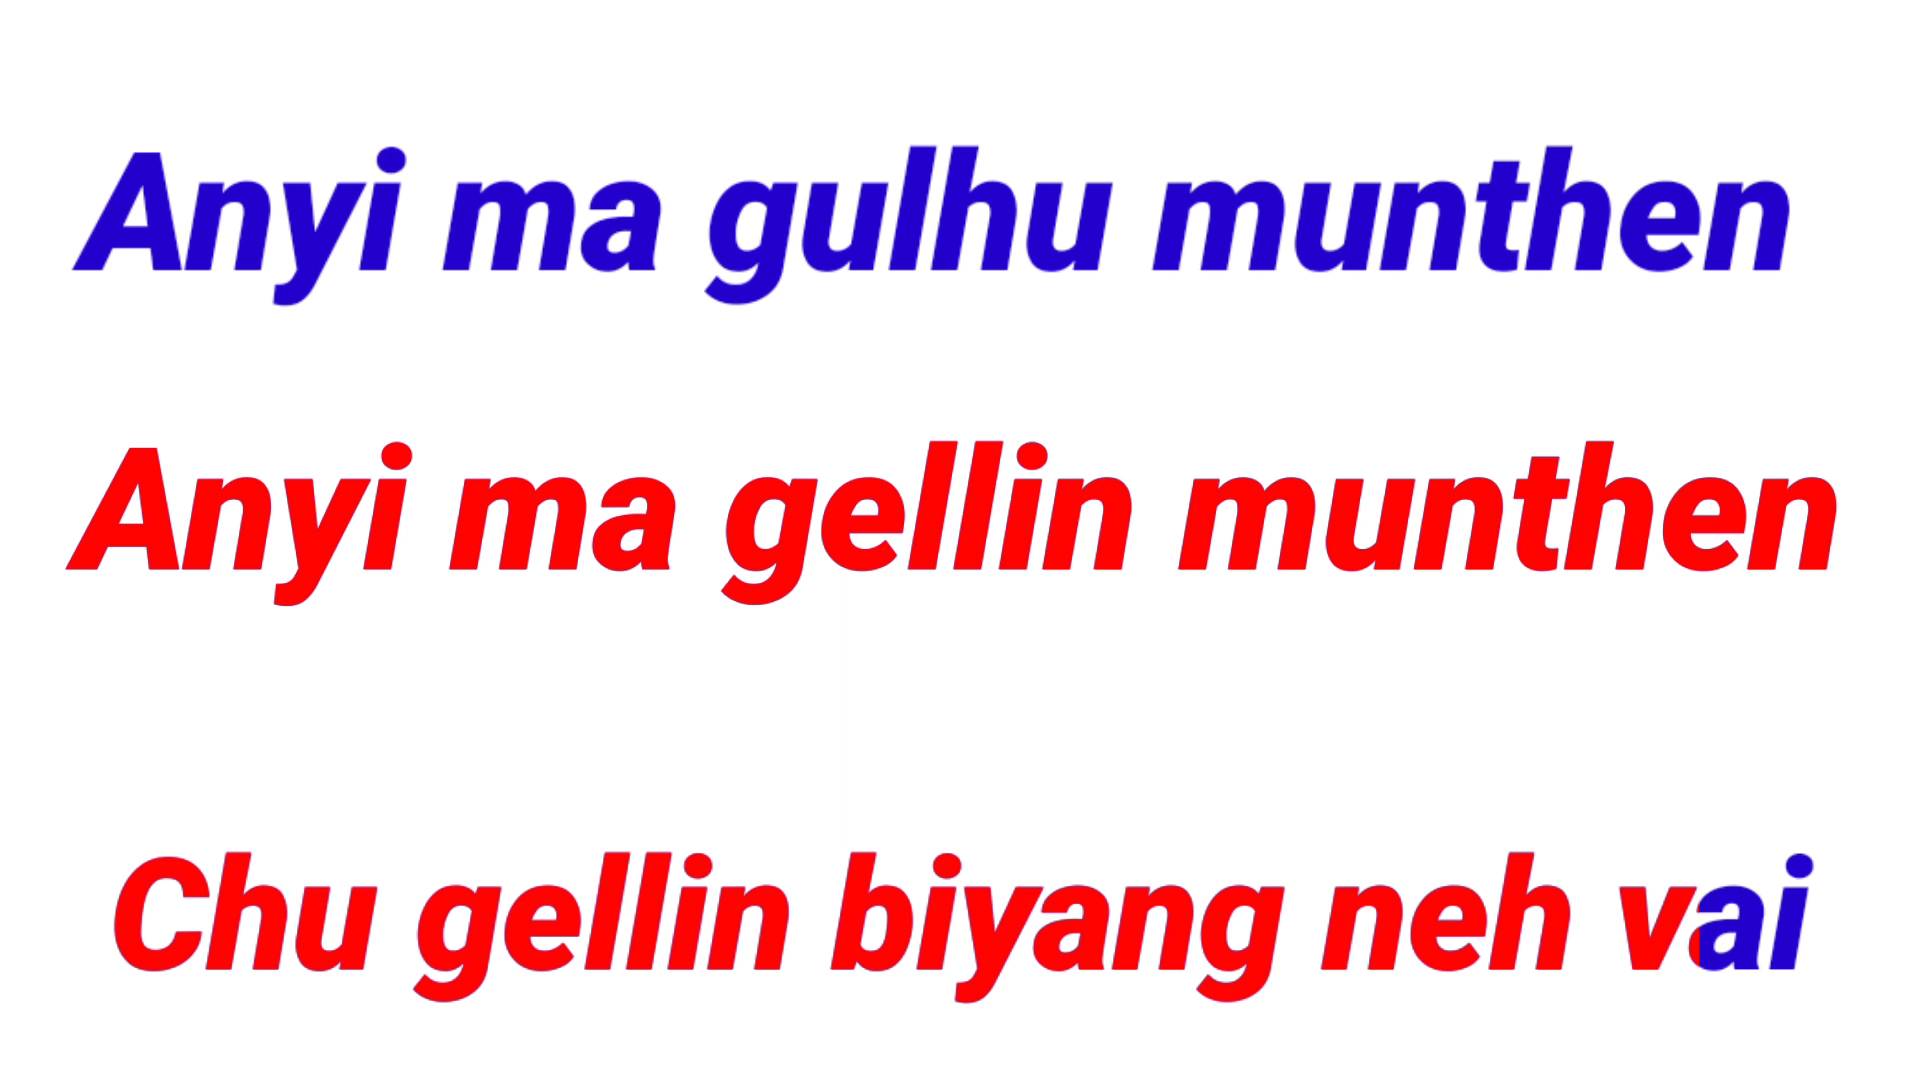 Anyi ma gulhu munthen
Anyi ma gellin munthen
Chu gellin biyang neh vai